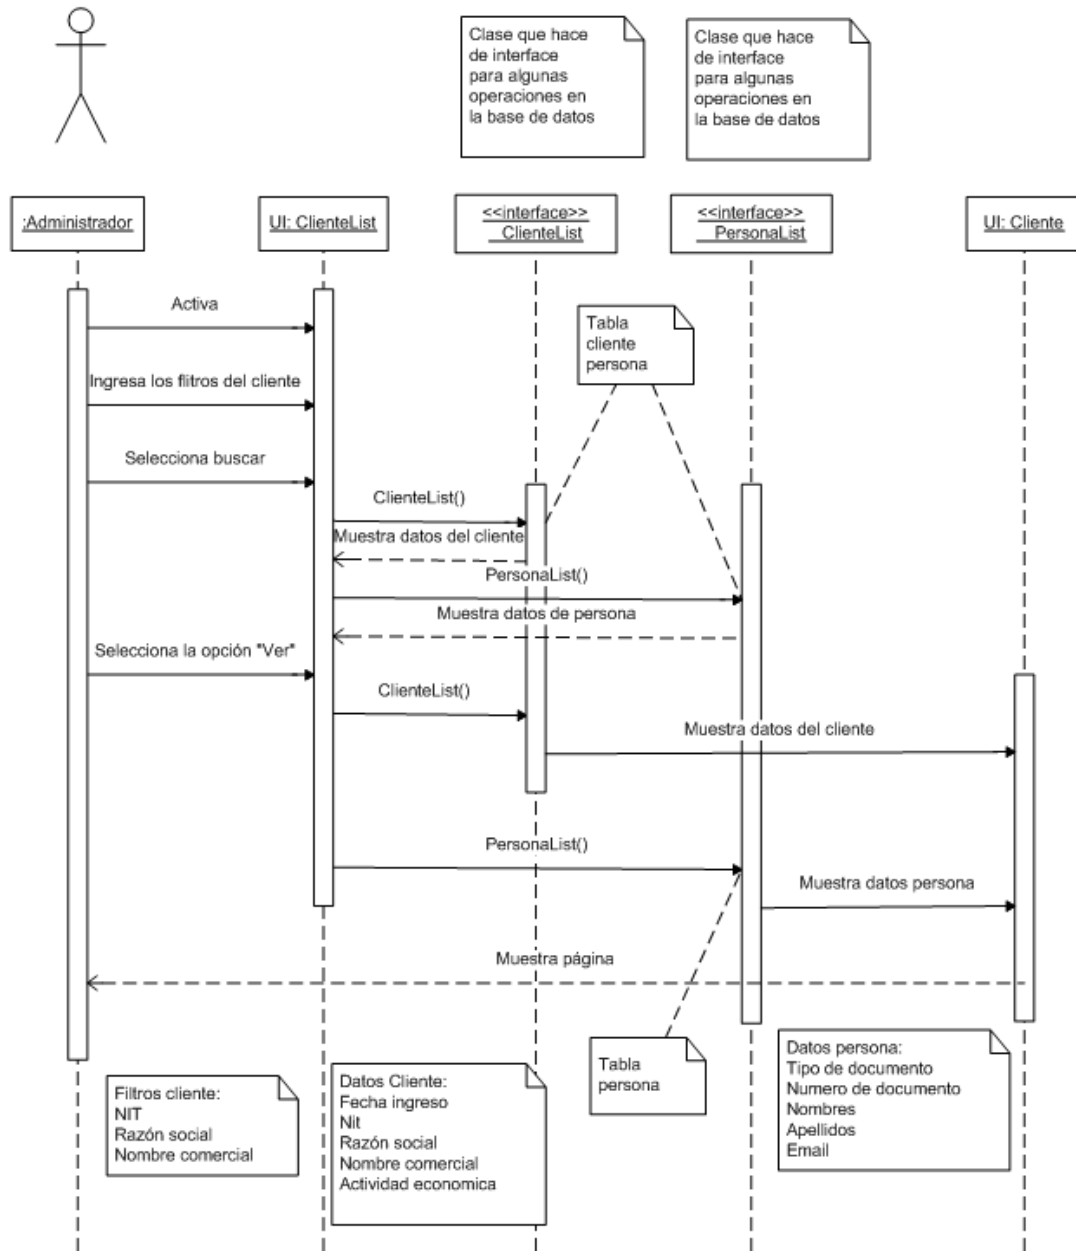 Clase que hace
de interface
para algunas
operaciones en
la base de datos
Clase que hace
de interface
para algunas
operaciones en
la base de datos
:Administrador
UI: ClienteList
<<interface>>
ClienteList
<<interface>>
PersonaList
UI: Cliente
Activa
Tabla
cliente
persona
Ingresa los flitros del cliente
Selecciona buscar
ClienteList()
Muestra datos del cliente
PersonaList()
Muestra datos de persona
Selecciona la opción "Ver"
ClienteList()
Muestra datos del cliente
PersonaList()
Muestra datos persona
Muestra página
Filtros cliente:
NIT
Razón social
Nombre comercial
Datos Cliente:
Fecha ingreso
Nit
Razón social
Nombre comercial
Actividad economica
Tabla
persona
Datos persona:
Tipo de documento
Numero de documento
Nombres
Apellidos
Email